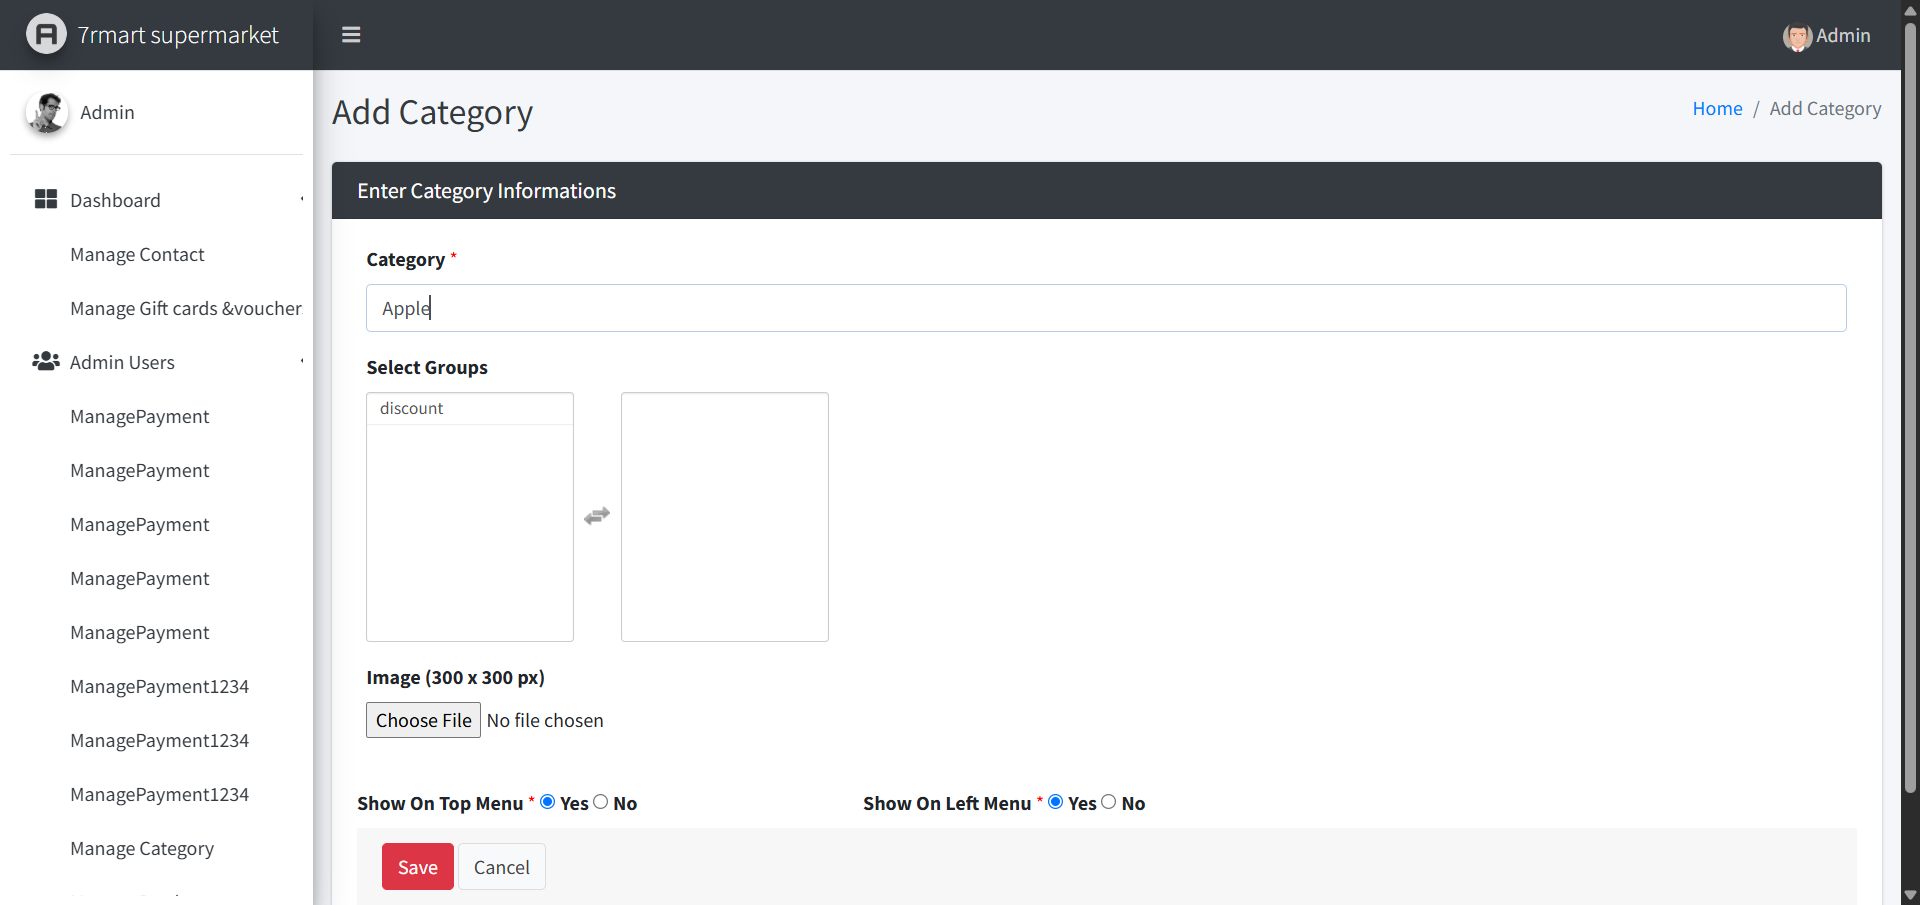 7rmart supermarket
Admin
Admin
Add Category
Home / Add Category
Dashboard
Manage Contact
Manage Gift cards &voucher
Admin Users
ManagePayment
ManagePayment
ManagePayment
ManagePayment
ManagePayment
ManagePayment1234
ManagePayment1234
ManagePayment1234
Manage Category
Enter Category Informations
Category *
Apple
Select Groups
discount
Image (300 x 300 px)
Choose File No file chosen
Show On Top Menu * Yes No
Show On Left Menu * Yes No
Save
Cancel